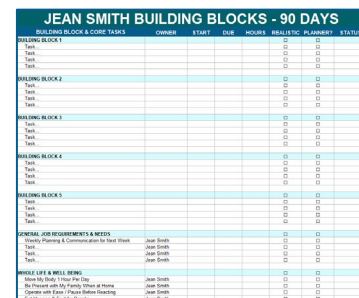 JEAN SMITH BUILDING BLOCKS - 90 DAYS
BUILDING BLOCK & CORE TASKS OWNER START DUE HOURS REALISTIC PLANNER? STATUS
BUILDING BLOCK 1
Task...
Task...
Task...
Task...
BUILDING BLOCK 2
Task...
Task...
Task...
Task...
BUILDING BLOCK 3
Task...
Task...
Task...
Task...
BUILDING BLOCK 4
Task...
Task...
Task...
Task...
BUILDING BLOCK 5
Task...
Task...
Task...
Task...
GENERAL JOB REQUIREMENTS & NEEDS
Weekly Planning & Communication for Next Week Jean Smith
Jean Smith
WHOLE LIFE & WELL BEING
Move My Body 1 Hour Per Day Jean Smith
Be Present with My Family When at Home Jean Smith
Operate with Ease / Pause Before Reacting Jean Smith